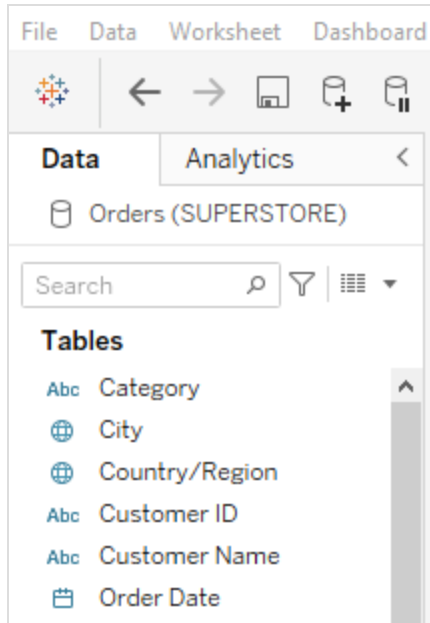 File Data Worksheet Dashboard
Data Analytics
Orders (SUPERSTORE)
Search
Tables
Abc Category
City
Country/Region
Abc Customer ID
Abc Customer Name
Order Date